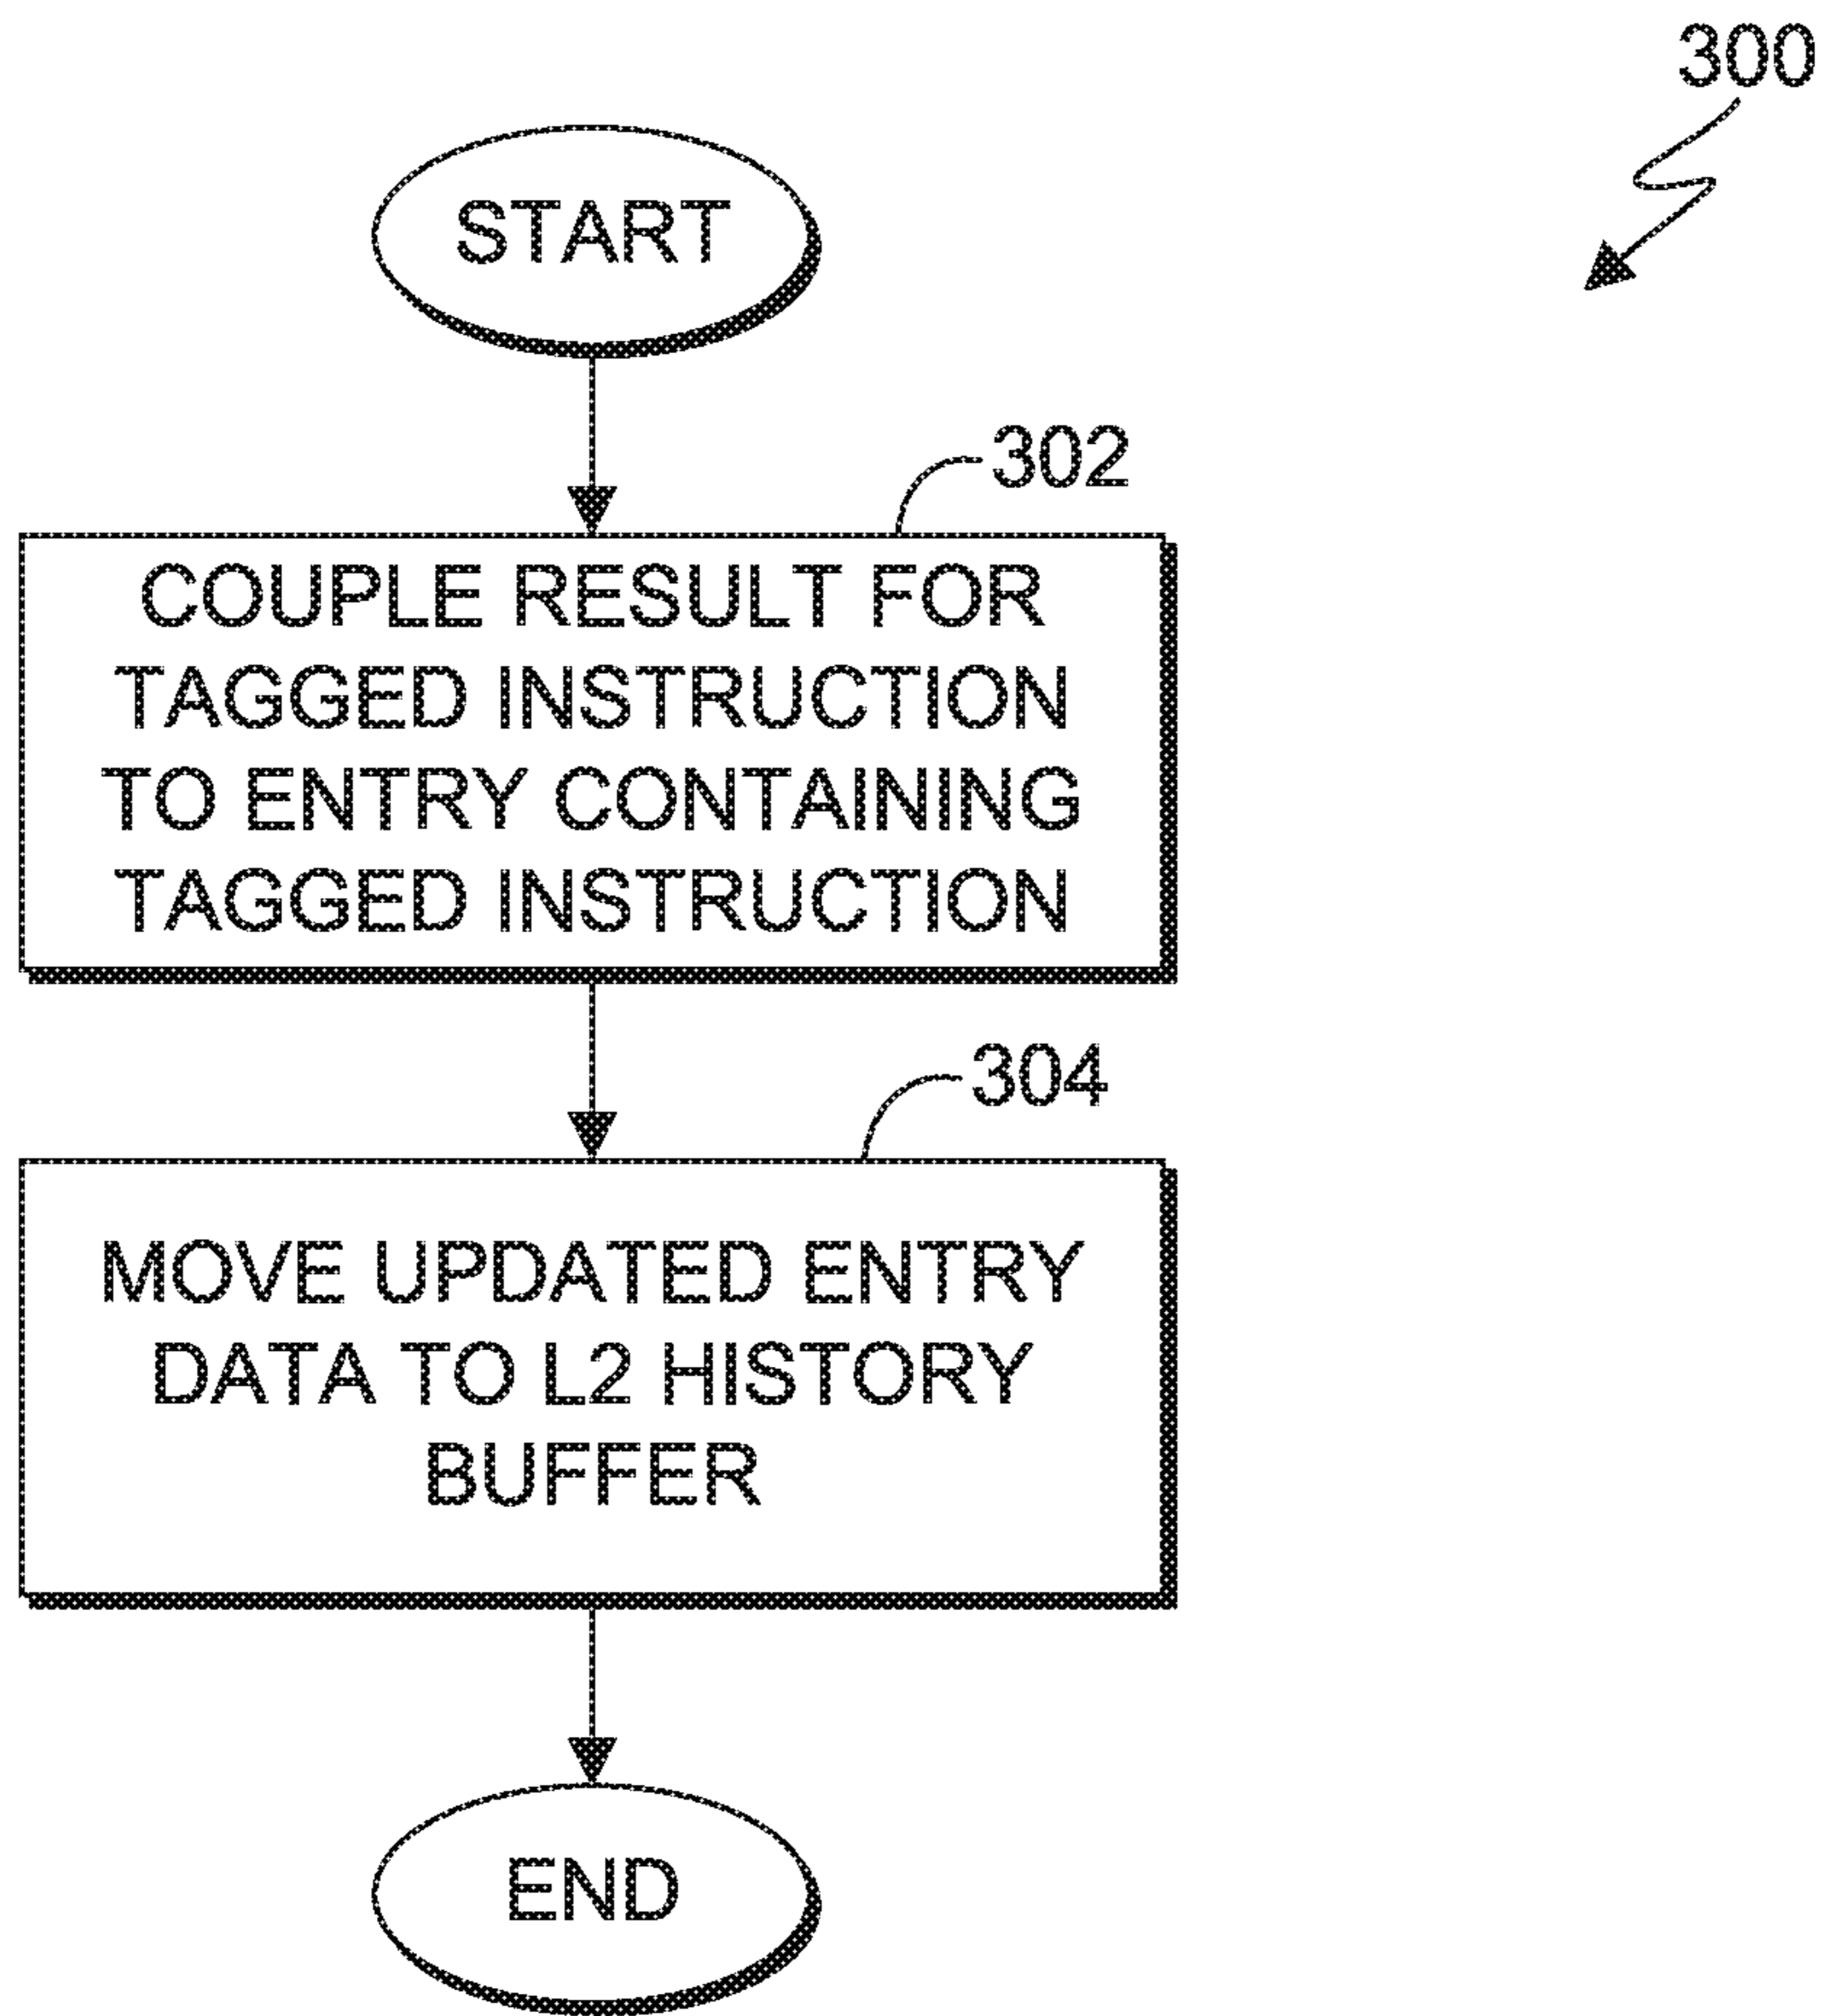 300
START
302
COUPLE RESULT FOR
TAGGED INSTRUCTION
TO ENTRY CONTAINING
TAGGED INSTRUCTION
304
MOVE UPDATED ENTRY
DATA TO L2 HISTORY
BUFFER
END